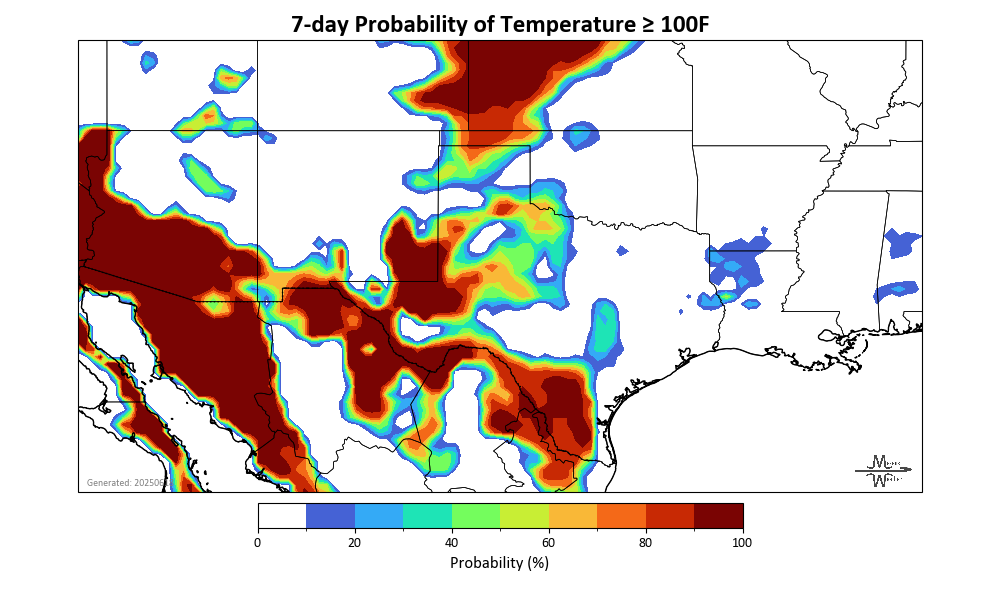 7-day Probability of Temperature ≥ 100F
Generated: 202506
0 20 40 60 80 100
Probability (%)